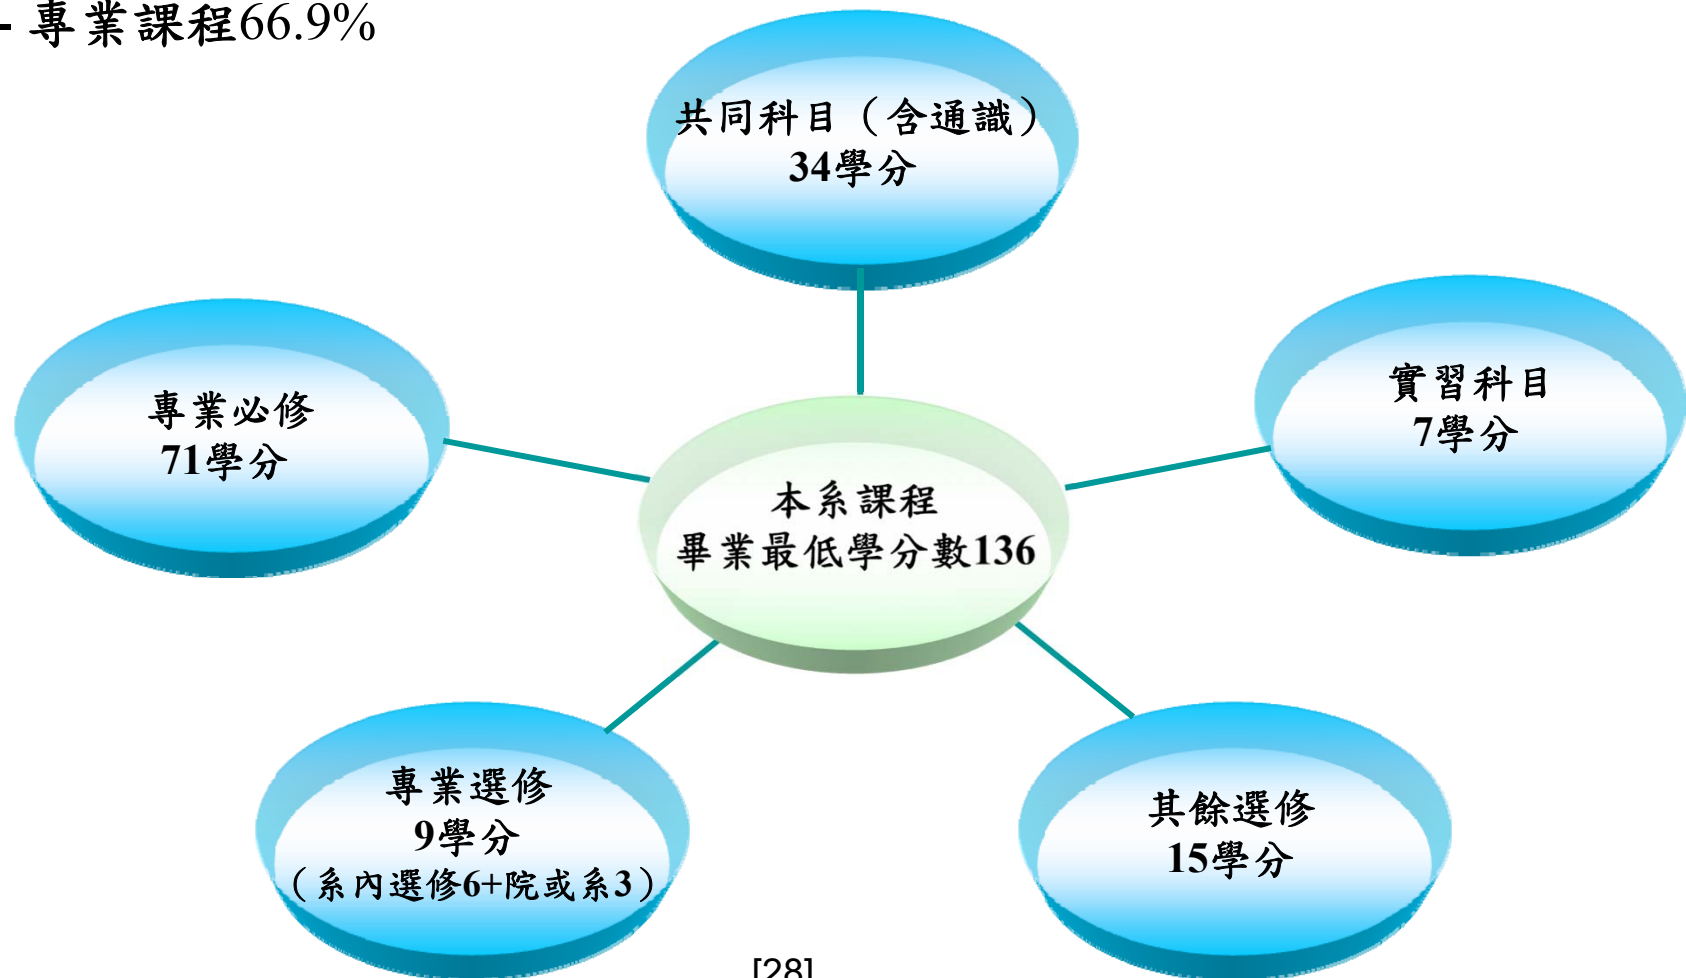 - 專業課程66.9%
共同科目（含通識）
34學分
專業必修
71學分
實習科目
7學分
本系課程
畢業最低學分數136
專業選修
9學分
（系內選修6+院或系3）
其餘選修
15學分
[28]